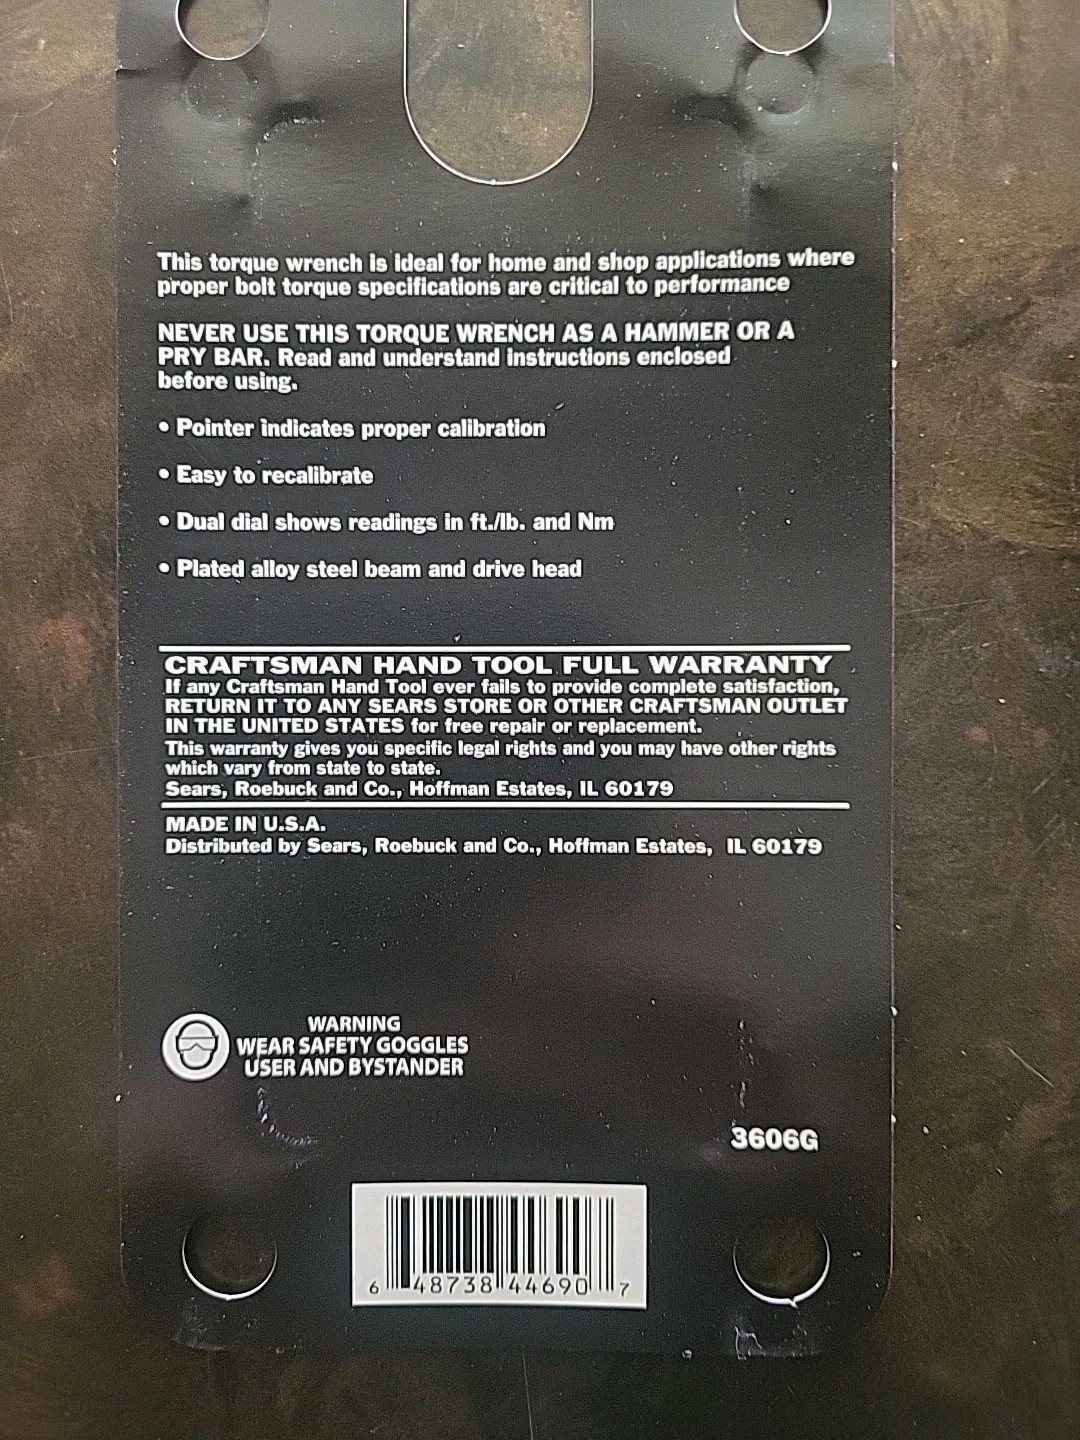 This torque wrench is ideal for home and shop applications where
proper bolt torque specifications are critical to performance
NEVER USE THIS TORQUE WRENCH AS A HAMMER OR A
PRY BAR. Read and understand instructions enclosed
before using.
• Pointer indicates proper calibration
• Easy to recalibrate
• Dual dial shows readings in ft./lb. and Nm
• Plated alloy steel beam and drive head
CRAFTSMAN HAND TOOL FULL WARRANTY
If any Craftsman Hand Tool ever fails to provide complete satisfaction,
RETURN IT TO ANY SEARS STORE OR OTHER CRAFTSMAN OUTLET
IN THE UNITED STATES for free repair or replacement.
This warranty gives you specific legal rights and you may have other rights
which vary from state to state.
Sears, Roebuck and Co., Hoffman Estates, IL 60179
MADE IN U.S.A.
Distributed by Sears, Roebuck and Co., Hoffman Estates, IL 60179
WARNING
WEAR SAFETY GOGGLES
USER AND BYSTANDER
3606G
6 48738 44690 7